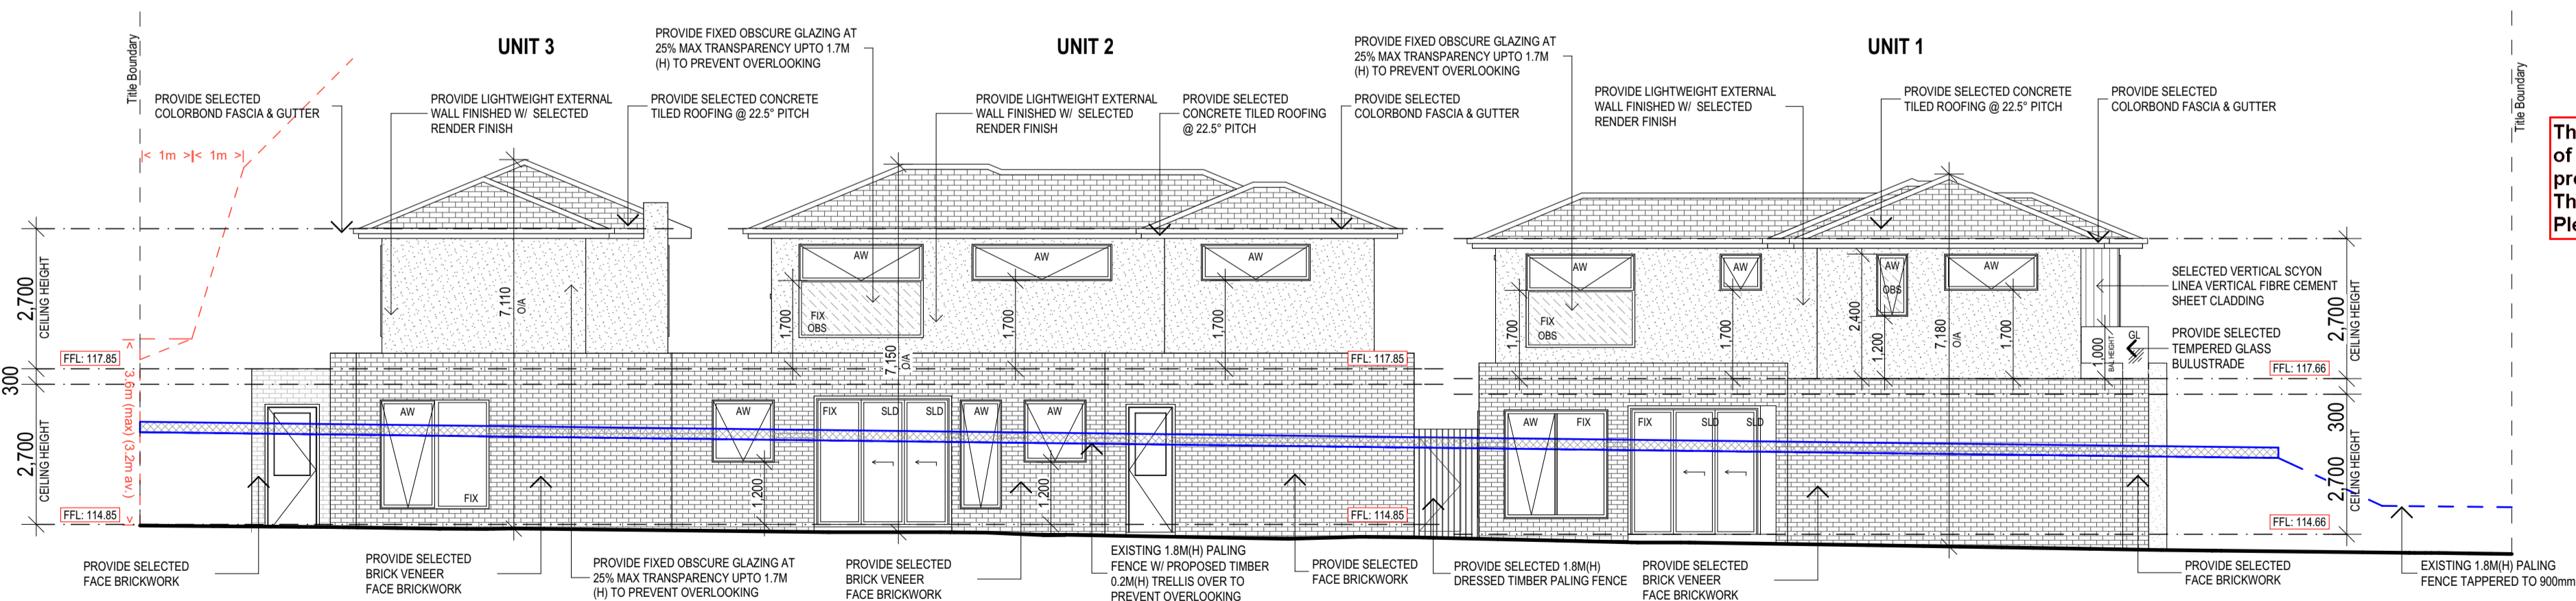 UNIT 3
UNIT 2
UNIT 1
Title Boundary
PROVIDE SELECTED
COLORBOND FASCIA & GUTTER
PROVIDE LIGHTWEIGHT EXTERNAL
WALL FINISHED W/ SELECTED
RENDER FINISH
PROVIDE SELECTED CONCRETE
TILED ROOFING @ 22.5° PITCH
PROVIDE FIXED OBSCURE GLAZING AT
25% MAX TRANSPARENCY UPTO 1.7M
(H) TO PREVENT OVERLOOKING
PROVIDE LIGHTWEIGHT EXTERNAL
WALL FINISHED W/ SELECTED
RENDER FINISH
PROVIDE SELECTED
CONCRETE TILED ROOFING
@ 22.5° PITCH
PROVIDE FIXED OBSCURE GLAZING AT
25% MAX TRANSPARENCY UPTO 1.7M
(H) TO PREVENT OVERLOOKING
PROVIDE SELECTED
COLORBOND FASCIA & GUTTER
PROVIDE LIGHTWEIGHT EXTERNAL
WALL FINISHED W/ SELECTED
RENDER FINISH
PROVIDE SELECTED CONCRETE
TILED ROOFING @ 22.5° PITCH
PROVIDE SELECTED
COLORBOND FASCIA & GUTTER
Title Boundary
Th
of
pro
Th
Ple
|< 1m >|< 1m >|
2,700
CEILING HEIGHT
300
2,700
CEILING HEIGHT
FFL: 117.85
FFL: 114.85
3.6m (max) (3.2m av.)
7,110
O/A
AW
AW
AW
FIX
OBS
1,700
1,700
1,700
7,150
O/A
FFL: 117.85
FFL: 114.85
AW
AW
AW
OBS
AW
FIX
OBS
1,700
1,700
2,400
1,200
7,180
O/A
1,700
1,000
BAL HEIGHT
GL
SELECTED VERTICAL SCYON
LINEA VERTICAL FIBRE CEMENT
SHEET CLADDING
PROVIDE SELECTED
TEMPERED GLASS
BULUSTRADE
2,700
CEILING HEIGHT
300
2,700
CEILING HEIGHT
FFL: 117.66
FFL: 114.66
AW
FIX
AW
1,200
FIX
SLD
SLD
AW
AW
1,200
AW
FIX
FIX
SLD
SLD
PROVIDE SELECTED
FACE BRICKWORK
PROVIDE SELECTED
BRICK VENEER
FACE BRICKWORK
PROVIDE FIXED OBSCURE GLAZING AT
25% MAX TRANSPARENCY UPTO 1.7M
(H) TO PREVENT OVERLOOKING
PROVIDE SELECTED
BRICK VENEER
FACE BRICKWORK
EXISTING 1.8M(H) PALING
FENCE W/ PROPOSED TIMBER
0.2M(H) TRELLIS OVER TO
PREVENT OVERLOOKING
PROVIDE SELECTED
FACE BRICKWORK
PROVIDE SELECTED 1.8M(H)
DRESSED TIMBER PALING FENCE
PROVIDE SELECTED
BRICK VENEER
FACE BRICKWORK
PROVIDE SELECTED
FACE BRICKWORK
EXISTING 1.8M(H) PALING
FENCE TAPPERED TO 900mm